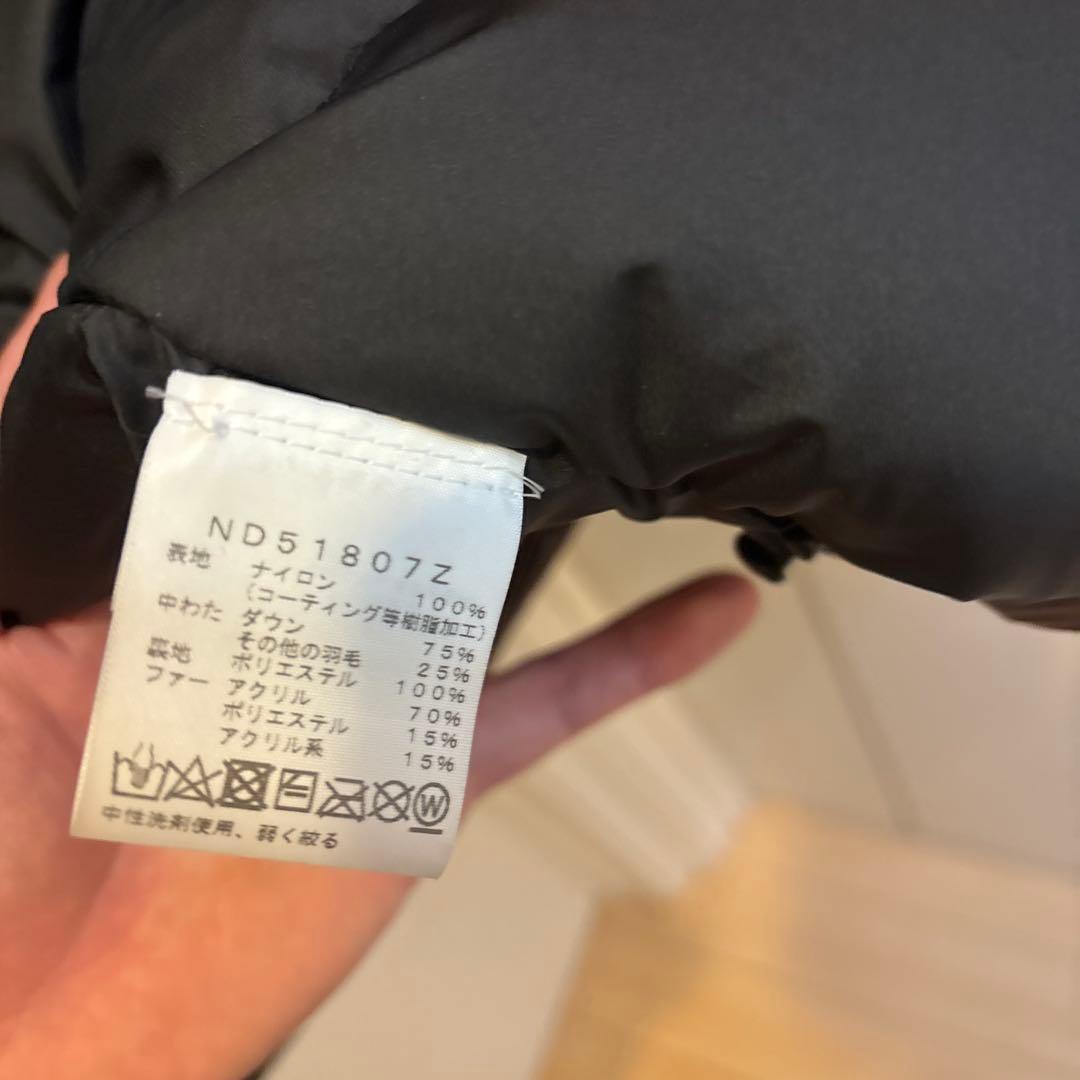 ND51807Z
表地 ナイロン 100%
(コーティング等樹脂加工)
中わた ダウン 75%
その他の羽毛 25%
裏地 ポリエステル 100%
ファー アクリル 70%
ポリエステル 15%
アクリル系 15%
W
中性洗剤使用、弱く絞る